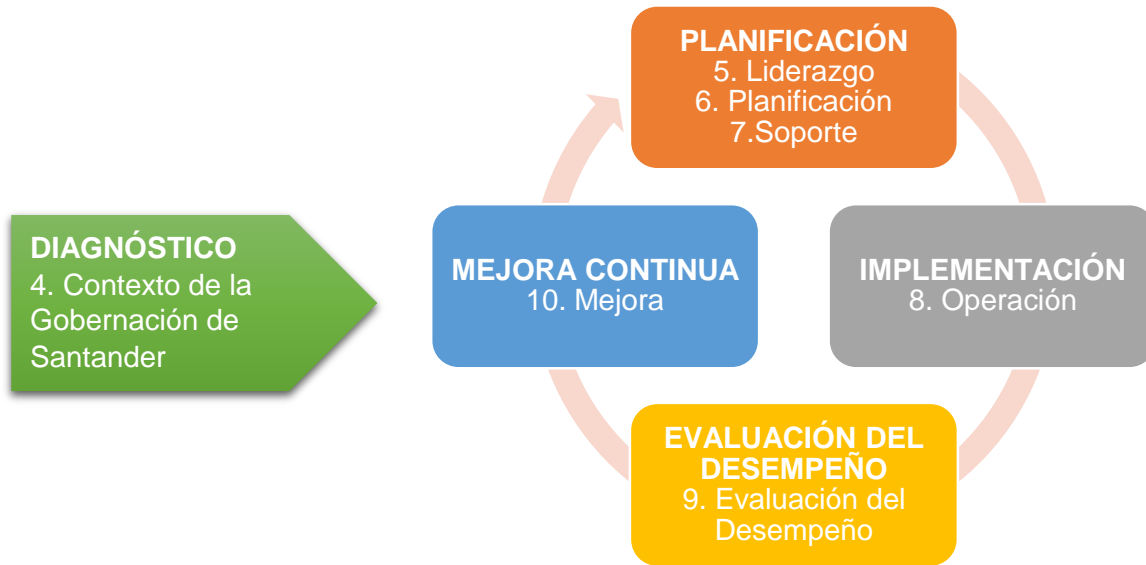 PLANIFICACIÓN
5. Liderazgo
6. Planificación
7.Soporte
DIAGNÓSTICO
4. Contexto de la
Gobernación de
Santander
MEJORA CONTINUA
10. Mejora
IMPLEMENTACIÓN
8. Operación
EVALUACIÓN DEL
DESEMPEÑO
9. Evaluación del
Desempeño